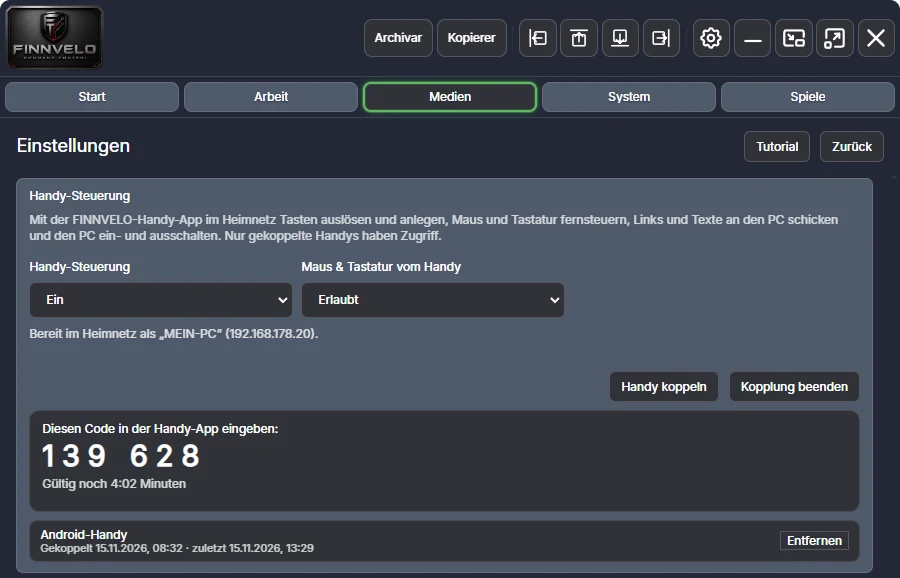 FINNVELO
Archivar
Kopierer
Start
Arbeit
Medien
System
Spiele
Einstellungen
Tutorial
Zurück
Handy-Steuerung
Mit der FINNVELO-Handy-App im Heimnetz Tasten auslösen und anlegen, Maus und Tastatur fernsteuern, Links und Texte an den PC schicken
und den PC ein- und ausschalten. Nur gekoppelte Handys haben Zugriff.
Handy-Steuerung
Maus & Tastatur vom Handy
Ein
Erlaubt
Bereit im Heimnetz als „MEIN-PC“ (192.168.178.20).
Handy koppeln
Kopplung beenden
Diesen Code in der Handy-App eingeben:
139 628
Gültig noch 4:02 Minuten
Android-Handy
Gekoppelt 15.11.2026, 08:32 · zuletzt 15.11.2026, 13:29
Entfernen